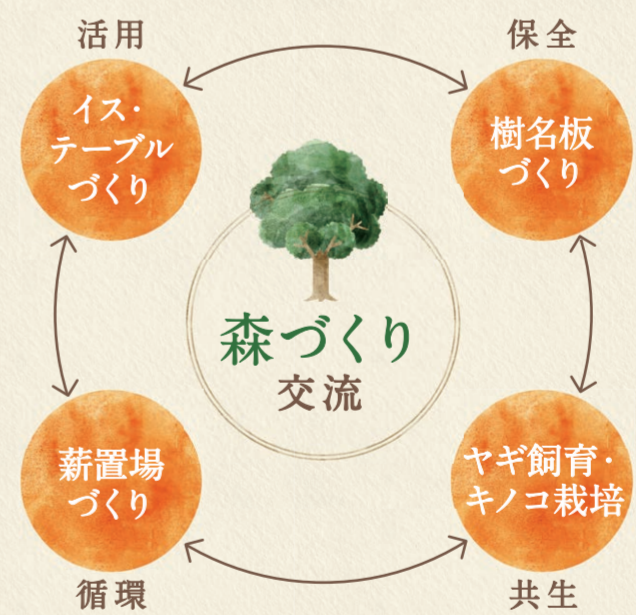 活用
保全
イス・
テーブル
づくり
樹名板
づくり
森づくり
交流
薪置場
づくり
ヤギ飼育・
キノコ栽培
循環
共生